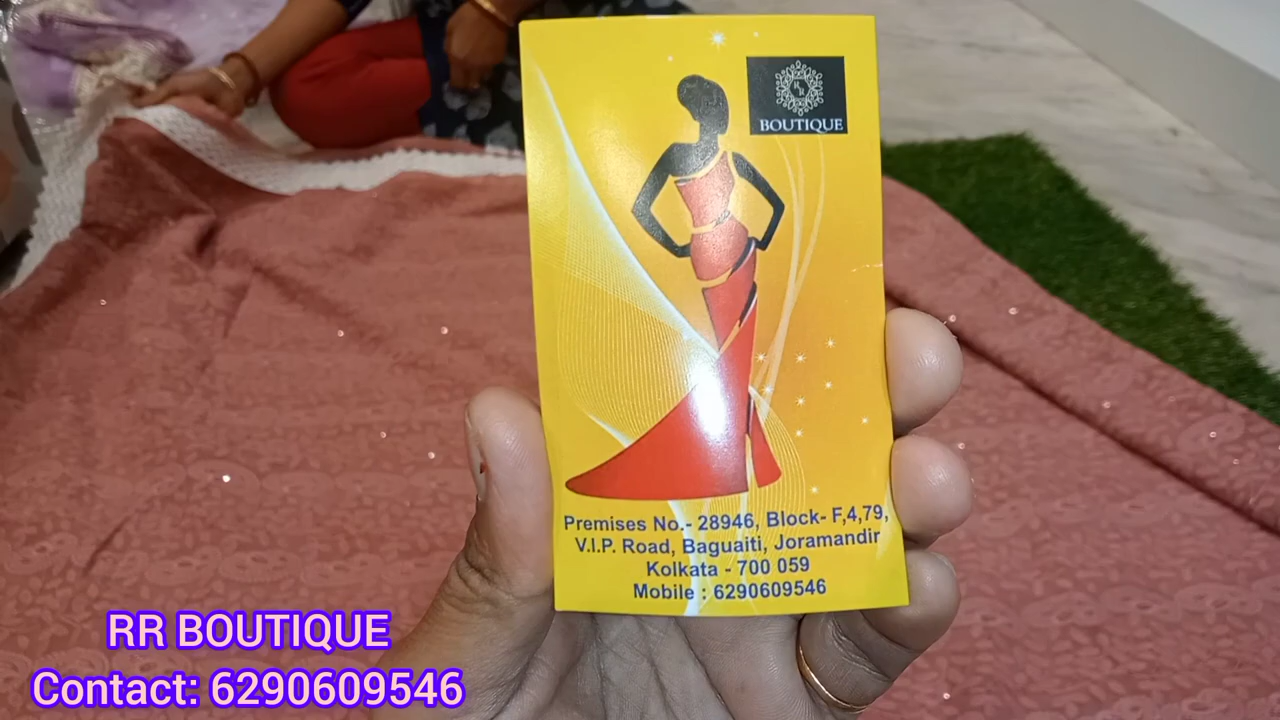 BOUTIQUE
Premises No.- 28946, Block- F,4,79,
V.I.P. Road, Baguaiti, Joramandir
Kolkata - 700 059
Mobile : 6290609546
RR BOUTIQUE
Contact: 6290609546